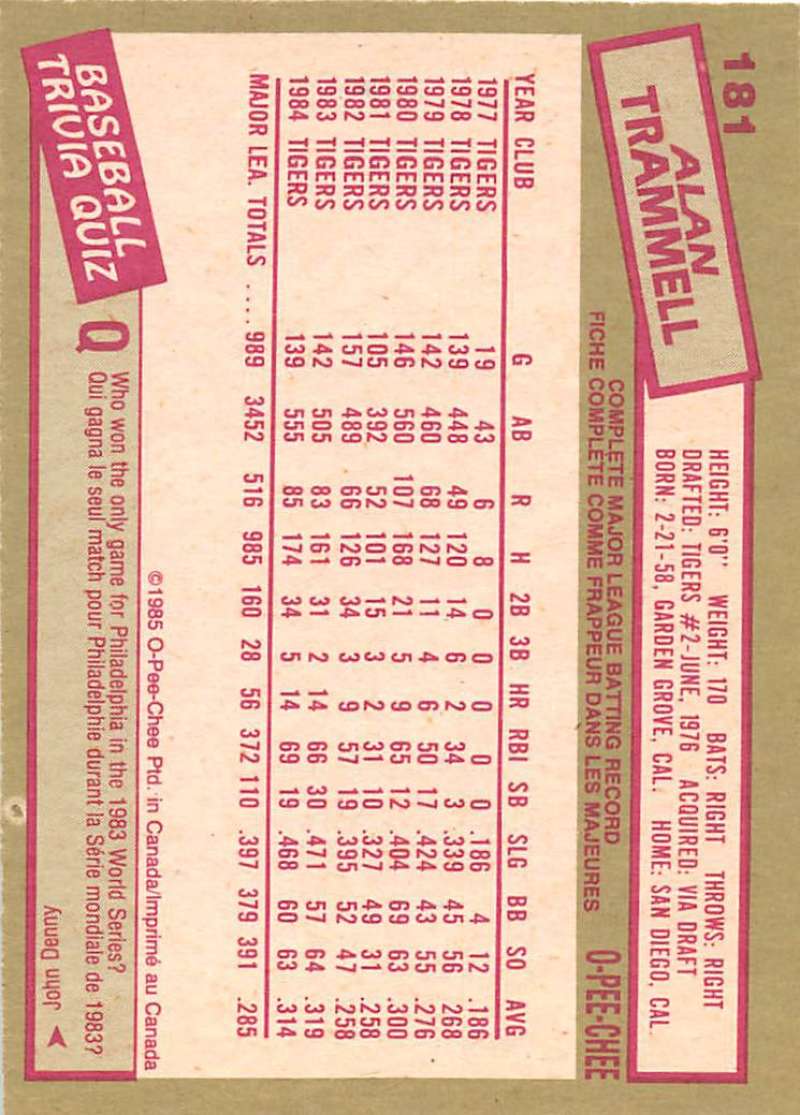 181
ALAN
TRAMMELL
HEIGHT: 6'0" WEIGHT: 170 BATS: RIGHT THROWS: RIGHT
DRAFTED: TIGERS #2-JUNE, 1976 ACQUIRED: VIA DRAFT
BORN: 2-21-58, GARDEN GROVE, CAL. HOME: SAN DIEGO, CAL.
COMPLETE MAJOR LEAGUE BATTING RECORD
FICHE COMPLÈTE COMME FRAPPEUR DANS LES MAJEURES
O-PEE-CHEE
YEAR CLUB G AB R H 2B 3B HR RBI SB SLG BB SO AVG
1977 TIGERS 19 43 6 8 0 0 0 0 0 .186 4 12 .186
1978 TIGERS 139 448 49 120 14 6 2 34 3 .339 45 56 .268
1979 TIGERS 142 460 68 127 11 4 6 50 17 .424 43 55 .276
1980 TIGERS 146 560 107 168 21 5 9 65 12 .404 69 63 .300
1981 TIGERS 105 392 52 101 15 3 2 31 10 .327 49 31 .258
1982 TIGERS 157 489 66 126 34 3 9 57 19 .395 52 47 .258
1983 TIGERS 142 505 83 161 31 2 14 66 30 .471 57 64 .319
1984 TIGERS 139 555 85 174 34 5 14 69 19 .468 60 63 .314
MAJOR LEA. TOTALS .... 989 3452 516 985 160 28 56 372 110 .397 379 391 .285
©1985 O-Pee-Chee Ptd. in Canada/Imprimé au Canada
BASEBALL
TRIVIA QUIZ
Q Who won the only game for Philadelphia in the 1983 World Series?
Qui gagna le seul match pour Philadelphie durant la Série mondiale de 1983?
John Denny